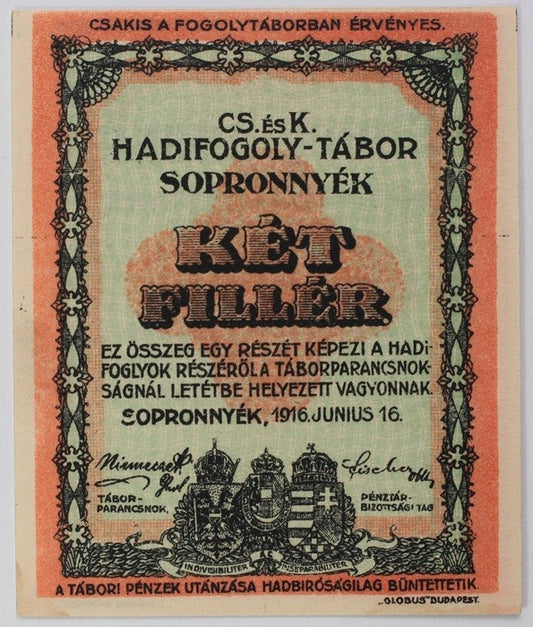 CSAKIS A FOGOLYTÁBORBAN ÉRVÉNYES.
CS. ÉS K.
HADIFOGOLY-TÁBOR
SOPRONNYÉK
KÉT
FILLÉR
EZ ÖSSZEG EGY RÉSZÉT KÉPEZI A HADI-
FOGLYOK RÉSZÉRŐL A TÁBORPARANCSNOK-
SÁGNÁL LETÉTBE HELYEZETT VAGYONNAK.
SOPRONNYÉK, 1916. JUNIUS 16.
TÁBOR-
PARANCSNOK,
PÉNZTÁR-
BIZOTTSÁGI TAG
INDIVISIBILITER AC INSEPARABILITER
A TÁBORI PÉNZEK UTÁNZÁSA HADBIRÓSÁGILAG BÜNTETTETIK.
„GLOBUS" BUDAPEST.